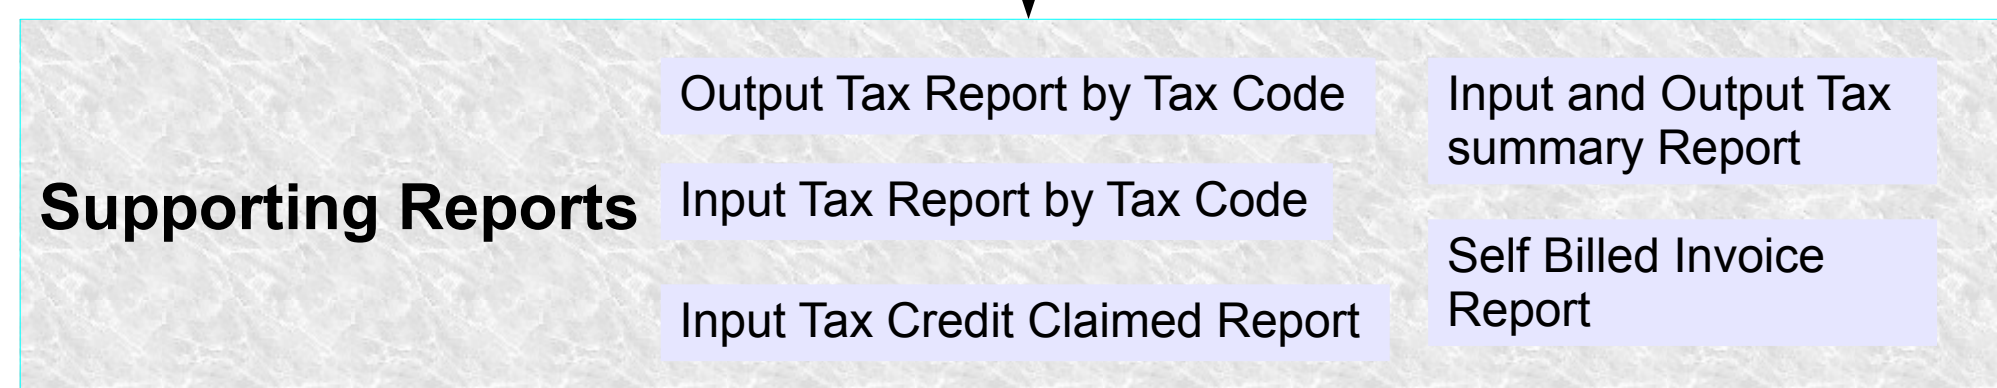 Supporting Reports
Output Tax Report by Tax Code
Input Tax Report by Tax Code
Input Tax Credit Claimed Report
Input and Output Tax
summary Report
Self Billed Invoice
Report